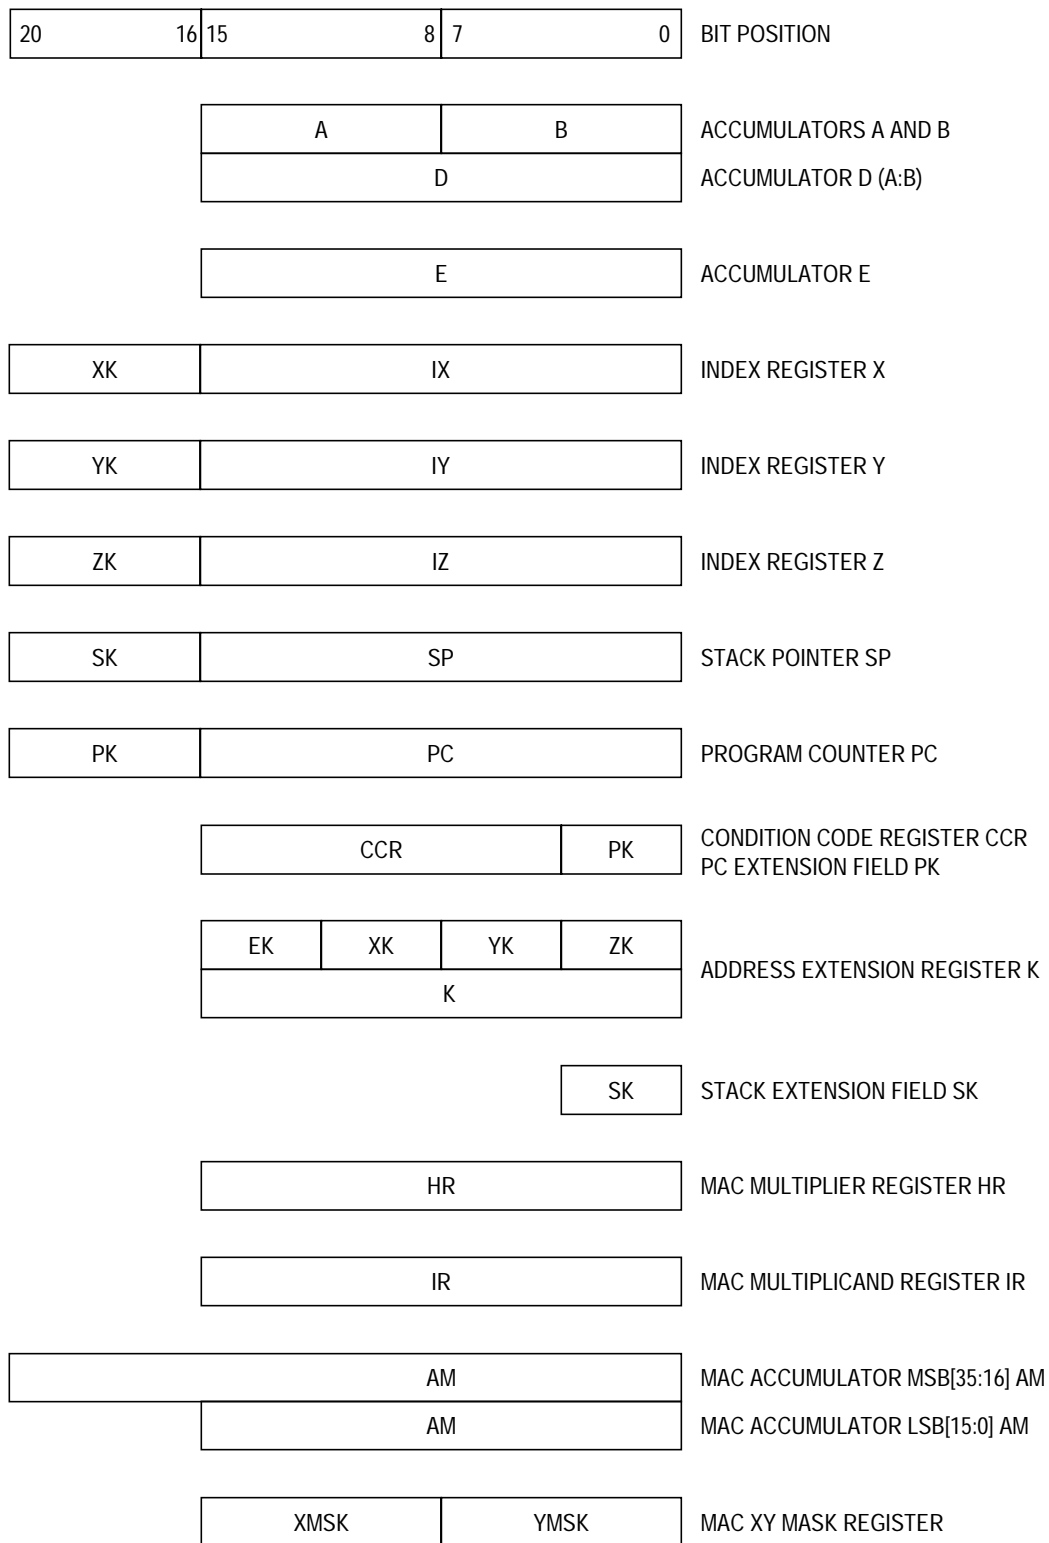 20 16 15 8 7 0 BIT POSITION
A B ACCUMULATORS A AND B
D ACCUMULATOR D (A:B)
E ACCUMULATOR E
XK IX INDEX REGISTER X
YK IY INDEX REGISTER Y
ZK IZ INDEX REGISTER Z
SK SP STACK POINTER SP
PK PC PROGRAM COUNTER PC
CCR PK CONDITION CODE REGISTER CCR
PC EXTENSION FIELD PK
EK XK YK ZK
ADDRESS EXTENSION REGISTER K
K
SK STACK EXTENSION FIELD SK
HR MAC MULTIPLIER REGISTER HR
IR MAC MULTIPLICAND REGISTER IR
AM MAC ACCUMULATOR MSB[35:16] AM
AM MAC ACCUMULATOR LSB[15:0] AM
XMSK YMSK MAC XY MASK REGISTER